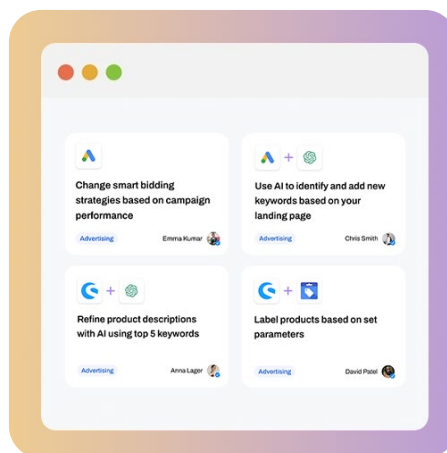 Change smart bidding
strategies based on campaign
performance
Advertising
Emma Kumar
Use AI to identify and add new
keywords based on your
landing page
Advertising
Chris Smith
Refine product descriptions
with AI using top 5 keywords
Advertising
Anna Lager
Label products based on set
parameters
Advertising
David Patel